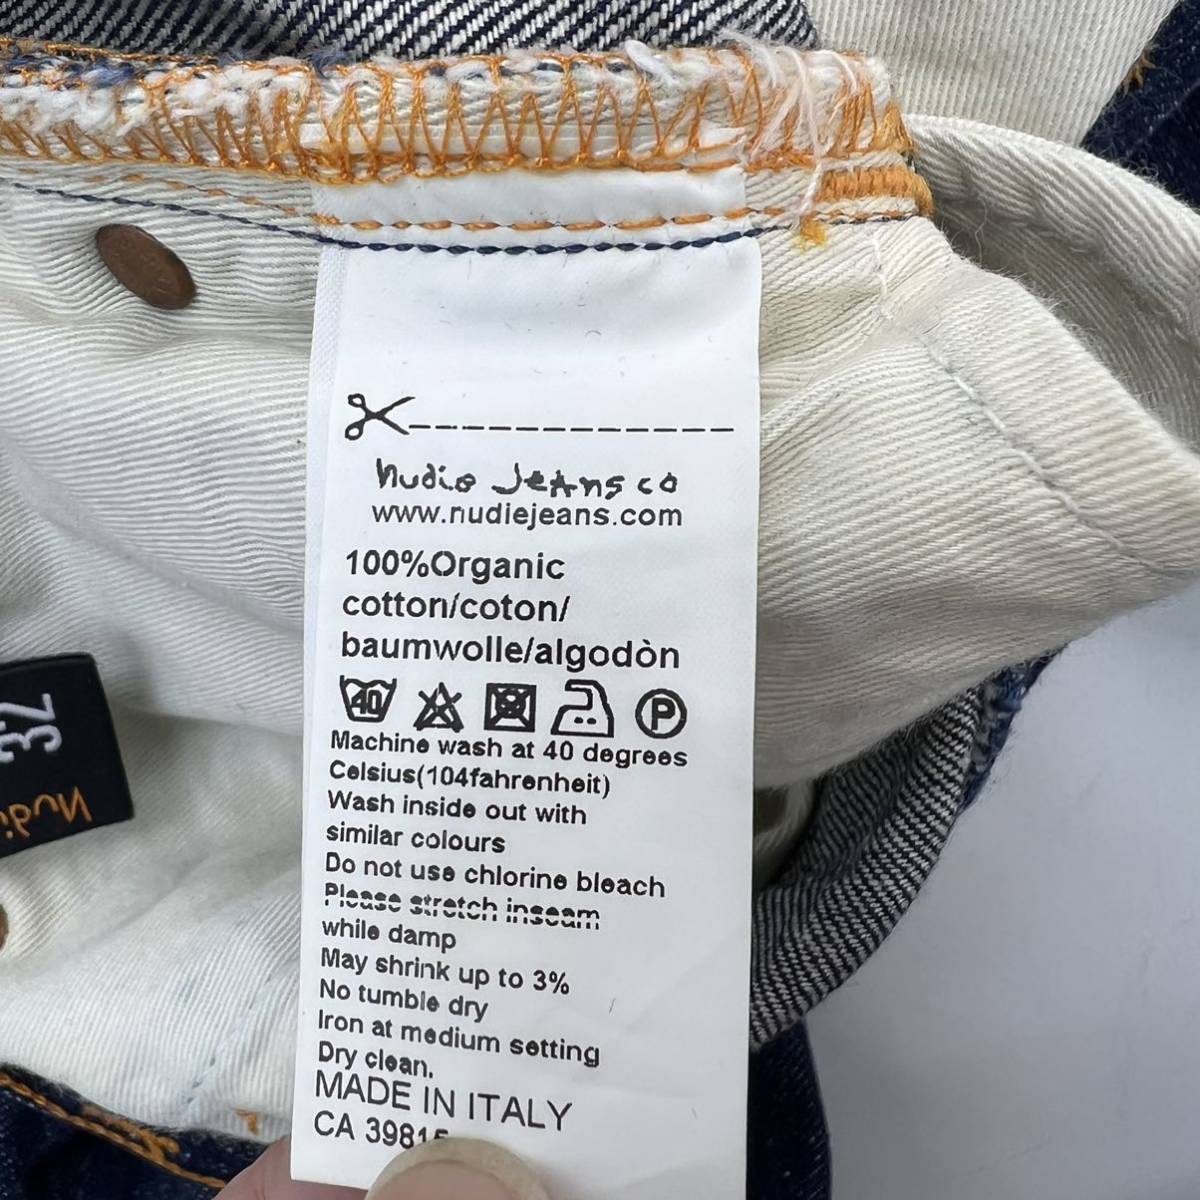 nudie Jeans co
www.nudiejeans.com
100%Organic
cotton/coton/
baumwolle/algodòn
40
P
Machine wash at 40 degrees
Celsius(104fahrenheit)
Wash inside out with
similar colours
Do not use chlorine bleach
Please stretch inseam
while damp
May shrink up to 3%
No tumble dry
Iron at medium setting
Dry clean.
MADE IN ITALY
CA 39815
32